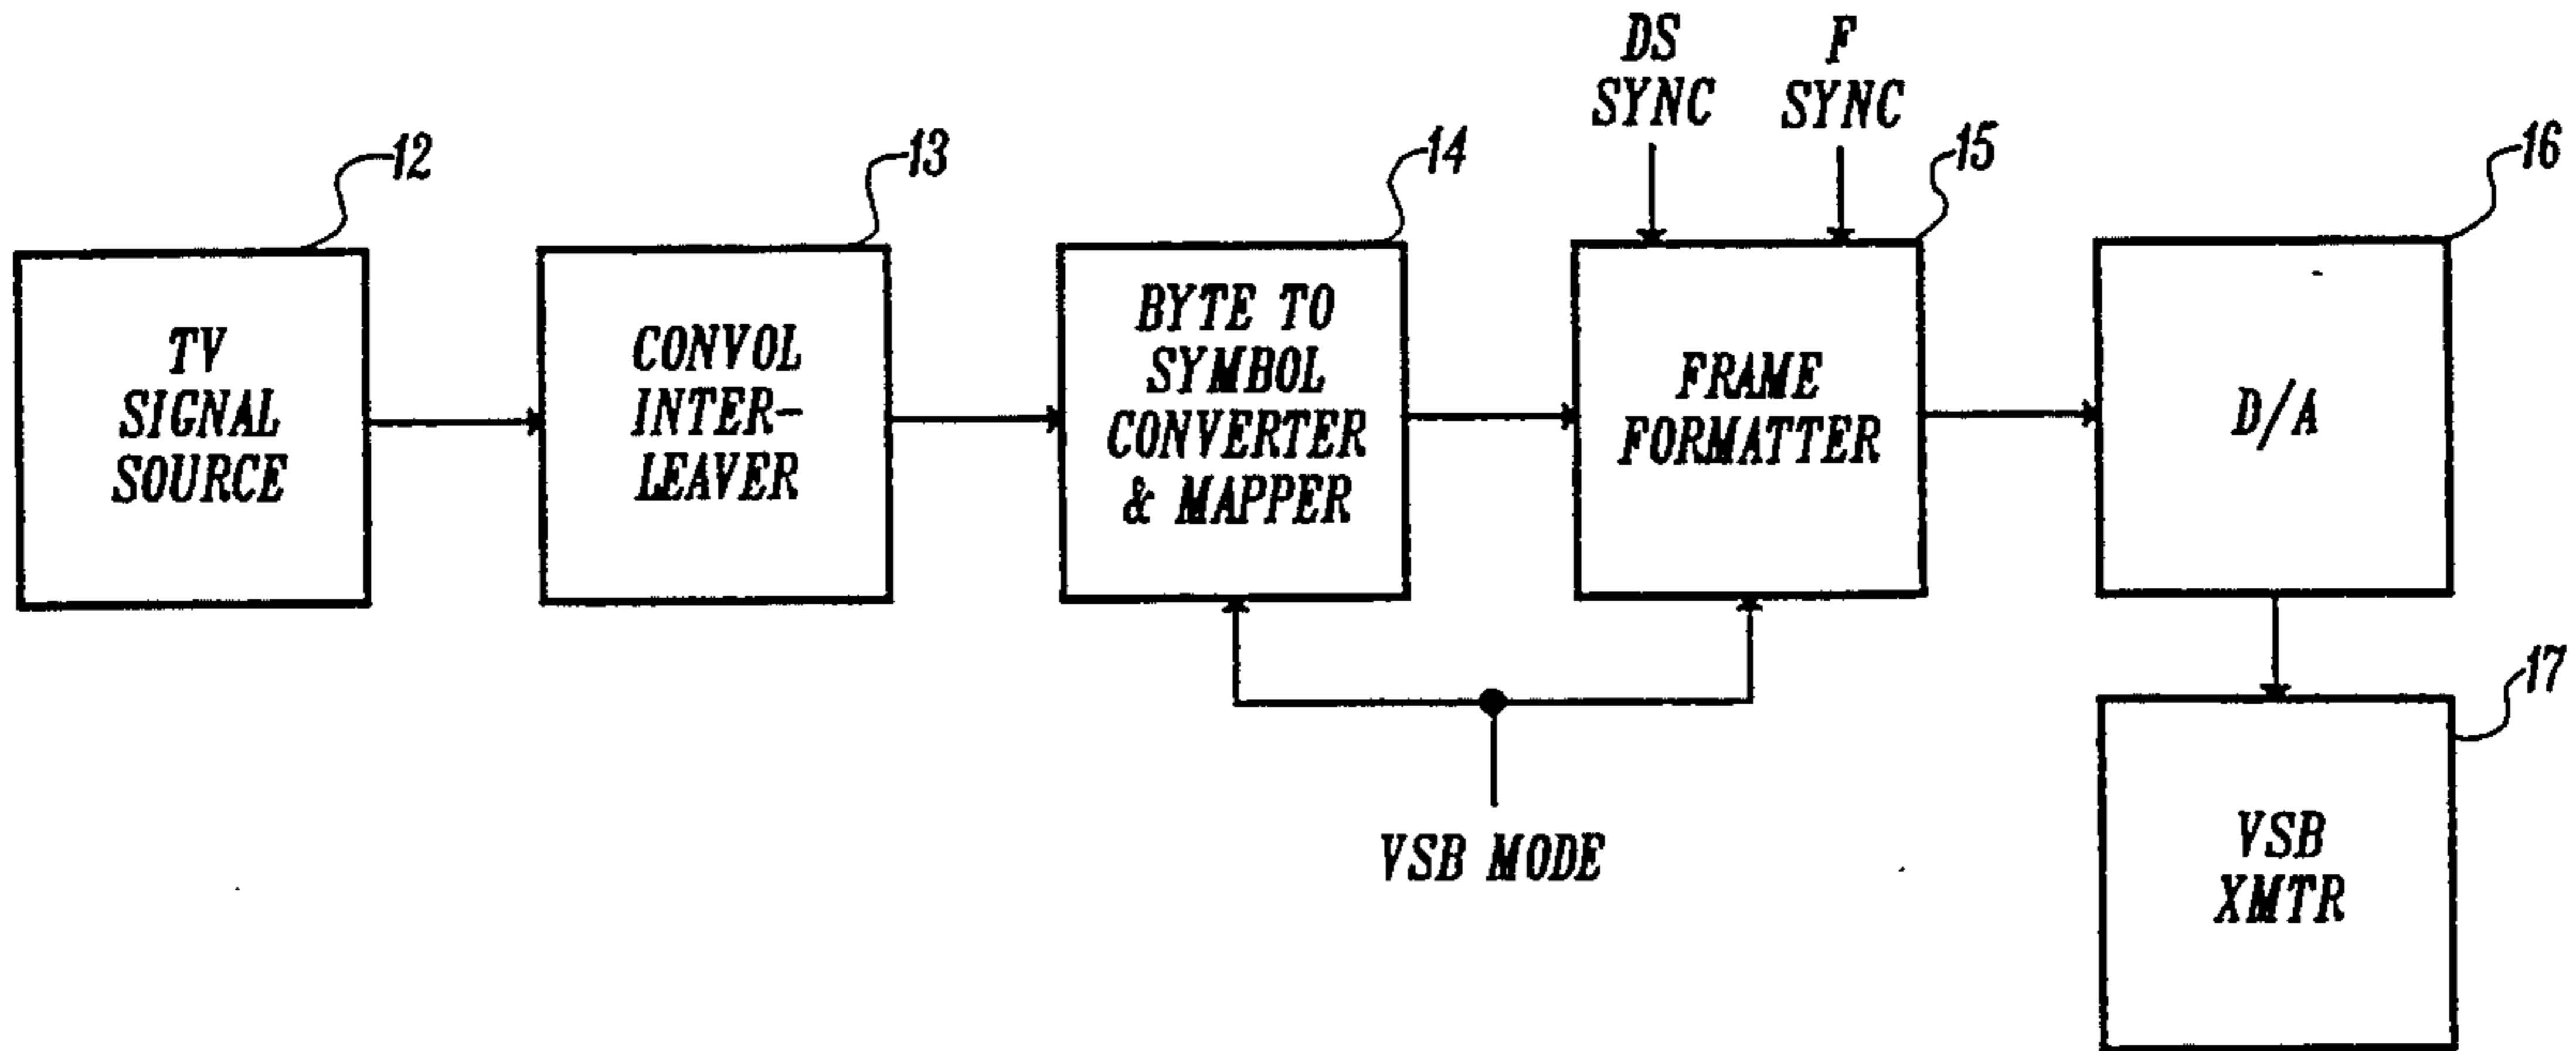 DS
SYNC
F
SYNC
12
13
14
15
16
TV
SIGNAL
SOURCE
CONVOL
INTER-
LEAVER
BYTE TO
SYMBOL
CONVERTER
& MAPPER
FRAME
FORMATTER
D/A
17
VSB MODE
VSB
XMTR